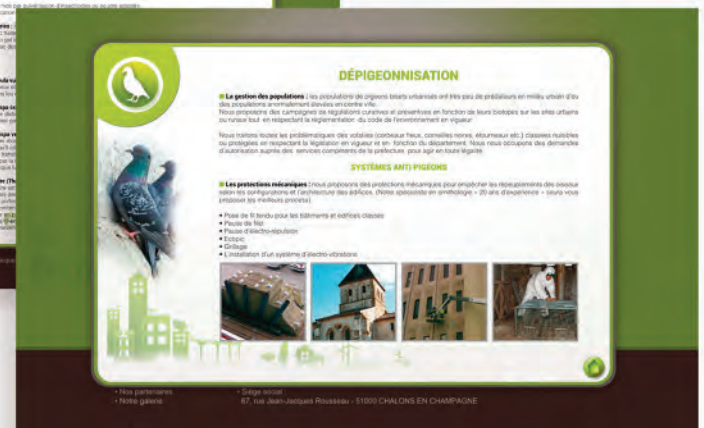 DÉPIGEONNISATION
■ La gestion des populations : les populations de pigeons bisets urbanisés ont très peu de prédateurs en milieu urbain d'où
des populations anormalement élevées en centre ville.
Nous proposons des campagnes de régulations curatives et préventives en fonction de leurs biotopes sur les sites urbains
ou ruraux tout en respectant la réglementation du code de l'environnement en vigueur
Nous traitons toutes les problématiques des volatiles (corbeaux freux, corneilles noires, étourneaux etc.) classées nuisibles
ou protégées en respectant la législation en vigueur et en fonction du département. Nous nous occupons des demandes
d'autorisation auprès des services compétents de la préfecture pour agir en toute légalité.
SYSTÈMES ANTI PIGEONS
■ Les protections mécaniques : nous proposons des protections mécaniques pour empêcher les repeuplements des oiseaux
selon les configurations et l'architecture des édifices. (Notre spécialiste en ornithologie - 20 ans d'expérience - saura vous
proposer les meilleurs procédés)
• Pose de fil tendu pour les bâtiments et édifices classés
• Pause de filet
• Pause d'électro-répulsion
• Ecopic
• Grillage
• L'installation d'un système d'électro-vibrations
• Nos partenaires
• Notre galerie
• Siège social :
67, rue Jean-Jacques Rousseau - 51000 CHALONS EN CHAMPAGNE